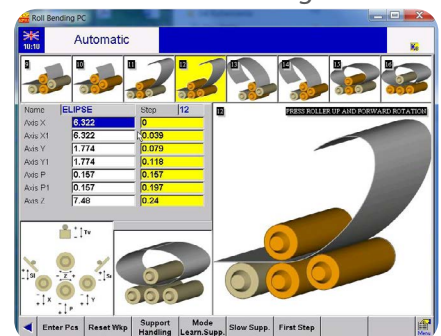 Roll Bending PC
10:10 Automatic
9 10 11 12 13 14 15 16
Name ELIPSE Step 12
Axis X 6.322 0
Axis X1 6.322 0.039
Axis Y 1.774 0.079
Axis Y1 1.774 0.118
Axis P 0.157 0.157
Axis P1 0.157 0.197
Axis Z 7.48 0.24
12 PRESS ROLLER UP AND FORWARD ROTATION
Tv
Z
X P Y
Enter Pcs Reset Wkp Support Handling Mode Learn.Supp. Slow Supp. First Step Menu